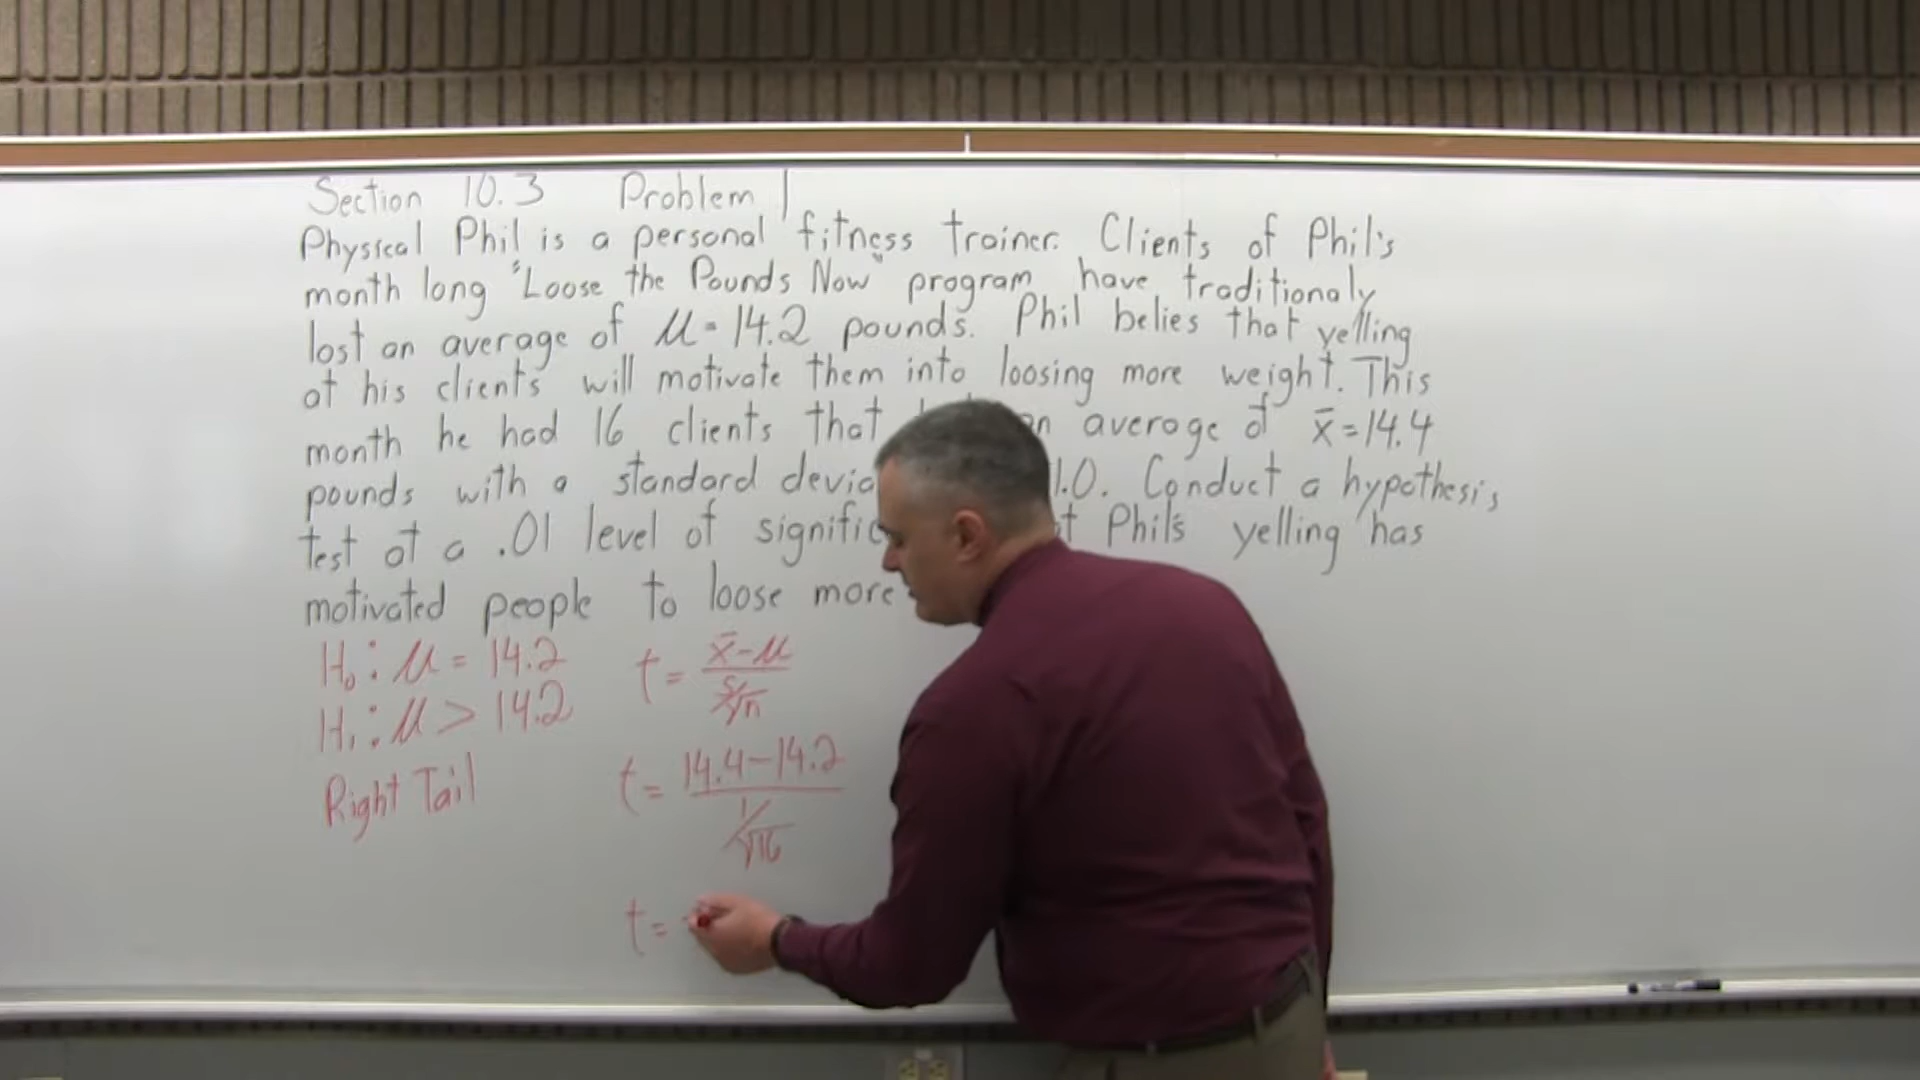 Section 10.3 Problem 1
Physical Phil is a personal fitness trainer. Clients of Phil's
month long "Loose the Pounds Now" program have traditionaly
lost an average of μ = 14.2 pounds. Phil belies that yelling
at his clients will motivate them into loosing more weight. This
month he had 16 clients that an average of x̄ = 14.4
pounds with a standard 1.0. Conduct a hypothesis
test at a .01 level of Phil's yelling has
motivated people to loose more
H₀: μ = 14.2
H₁: μ > 14.2
Right Tail
t = x̄-μ / s/√n
t = 14.4-14.2 / 1/√16
t =